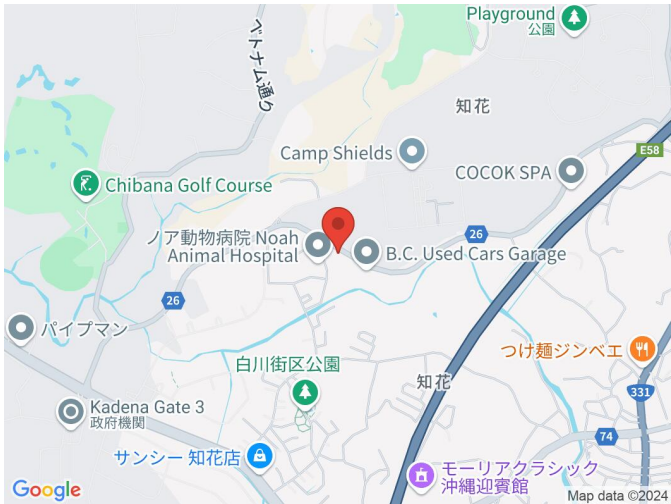 Playground
公園
ベトナム通り
知花
Camp Shields
E58
COCOK SPA
Chibana Golf Course
ノア動物病院 Noah
Animal Hospital
26
B.C. Used Cars Garage
26
パイプマン
つけ麺ジンベエ
白川街区公園
知花
331
Kadena Gate 3
政府機関
74
サンシー 知花店
モーリアクラシック
沖縄迎賓館
Google
Map data ©2024